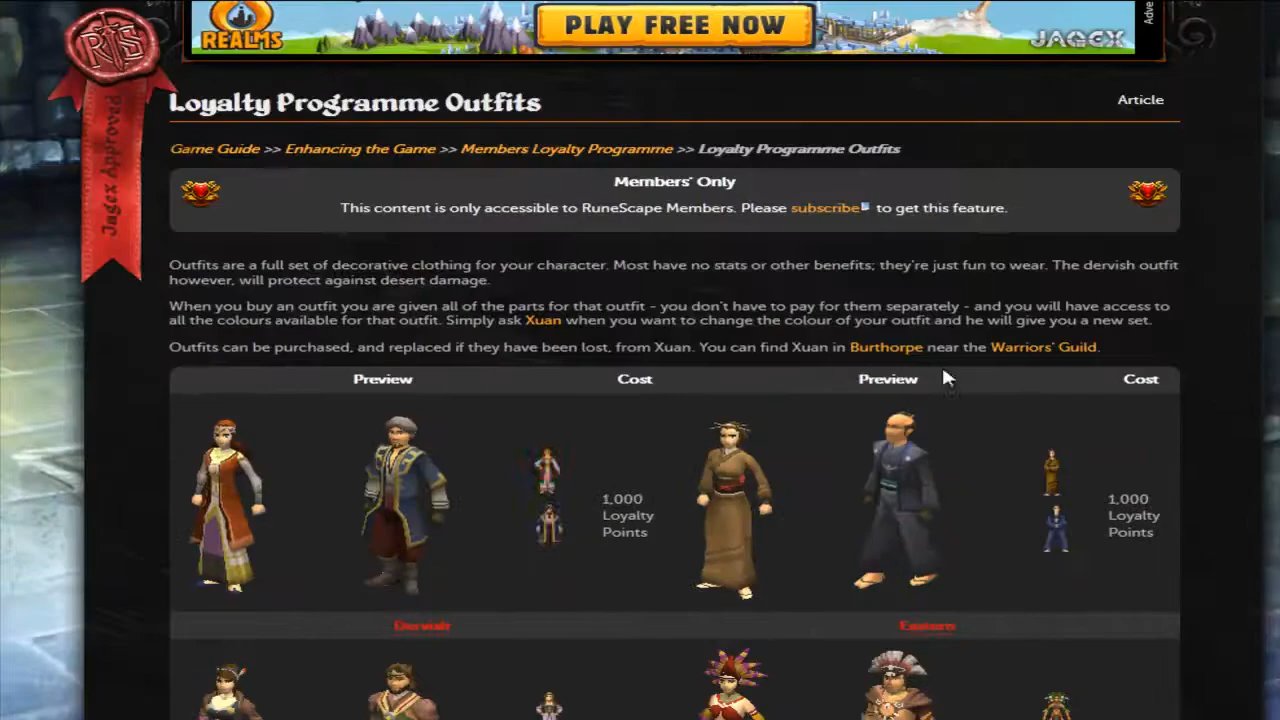 REALMS
PLAY FREE NOW
JAGEX
Adve
RTS
Jagex Approved
Loyalty Programme Outfits
Article
Game Guide >> Enhancing the Game >> Members Loyalty Programme >> Loyalty Programme Outfits
Members' Only
This content is only accessible to RuneScape Members. Please subscribe to get this feature.
Outfits are a full set of decorative clothing for your character. Most have no stats or other benefits; they're just fun to wear. The dervish outfit
however, will protect against desert damage.
When you buy an outfit you are given all of the parts for that outfit - you don't have to pay for them separately - and you will have access to
all the colours available for that outfit. Simply ask Xuan when you want to change the colour of your outfit and he will give you a new set.
Outfits can be purchased, and replaced if they have been lost, from Xuan. You can find Xuan in Burthorpe near the Warriors' Guild.
Preview Cost Preview Cost
1,000
Loyalty
Points
1,000
Loyalty
Points
Dervish Eastern